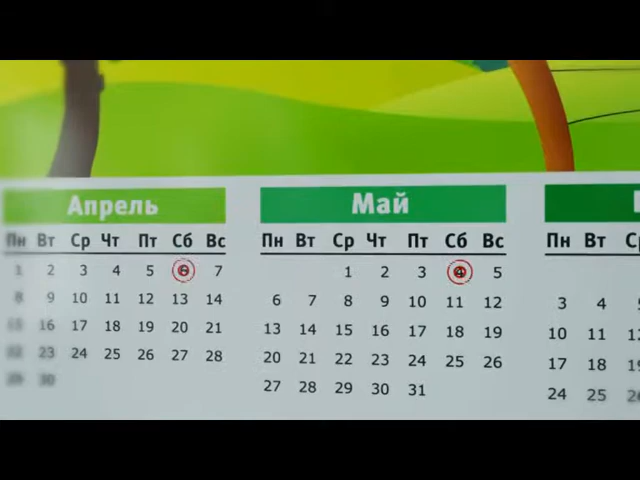 Апрель
Пн Вт Ср Чт Пт Сб Вс
1 2 3 4 5 6 7
8 9 10 11 12 13 14
15 16 17 18 19 20 21
22 23 24 25 26 27 28
29 30
Май
Пн Вт Ср Чт Пт Сб Вс
1 2 3 4 5
6 7 8 9 10 11 12
13 14 15 16 17 18 19
20 21 22 23 24 25 26
27 28 29 30 31
Пн Вт Ср
3 4
10 11
17 18
24 25